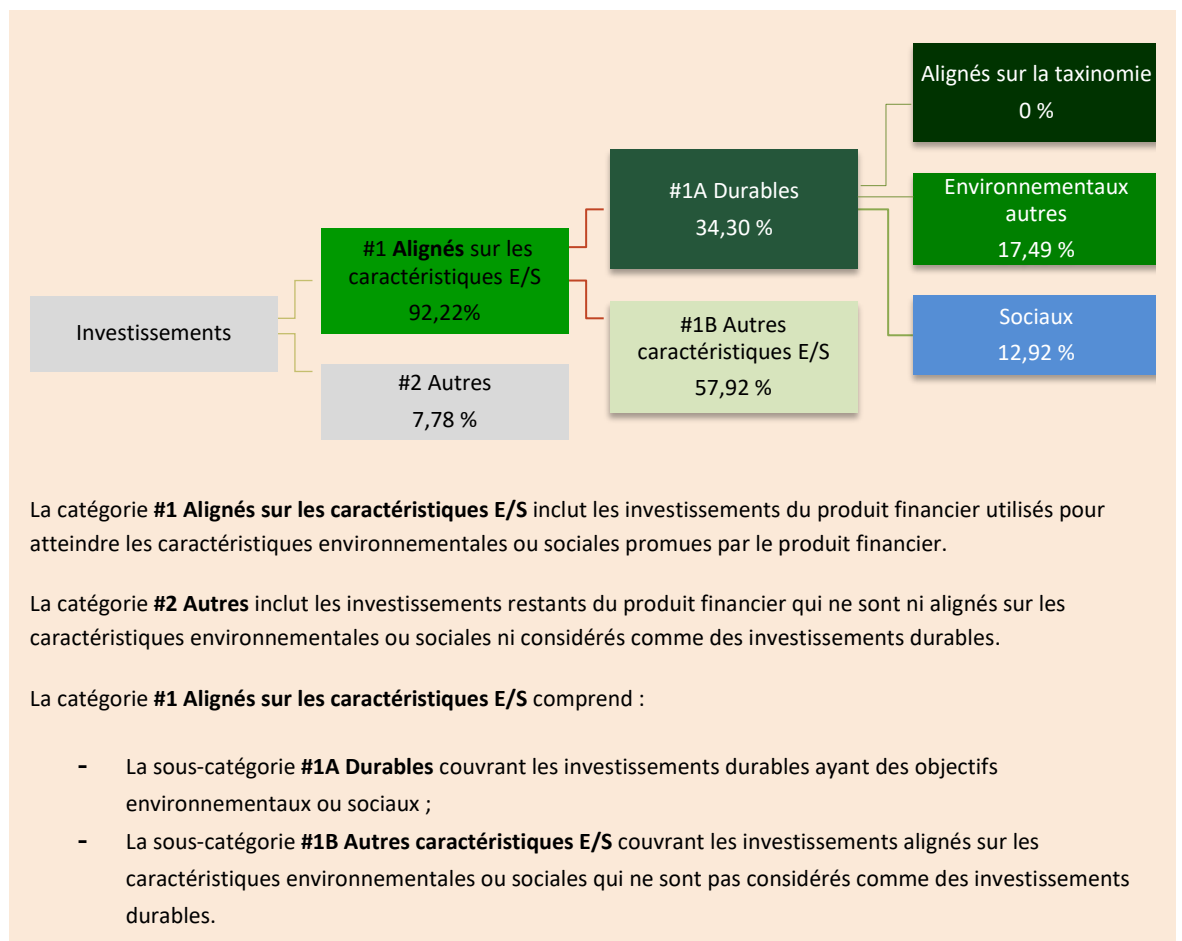 Alignés sur la taxinomie
0 %
#1A Durables
34,30 %
Environnementaux
autres
17,49 %
#1 Alignés sur les
caractéristiques E/S
92,22%
Investissements
#1B Autres
caractéristiques E/S
57,92 %
Sociaux
12,92 %
#2 Autres
7,78 %
La catégorie #1 Alignés sur les caractéristiques E/S inclut les investissements du produit financier utilisés pour
atteindre les caractéristiques environnementales ou sociales promues par le produit financier.
La catégorie #2 Autres inclut les investissements restants du produit financier qui ne sont ni alignés sur les
caractéristiques environnementales ou sociales ni considérés comme des investissements durables.
La catégorie #1 Alignés sur les caractéristiques E/S comprend :
- La sous-catégorie #1A Durables couvrant les investissements durables ayant des objectifs
environnementaux ou sociaux ;
- La sous-catégorie #1B Autres caractéristiques E/S couvrant les investissements alignés sur les
caractéristiques environnementales ou sociales qui ne sont pas considérés comme des investissements
durables.